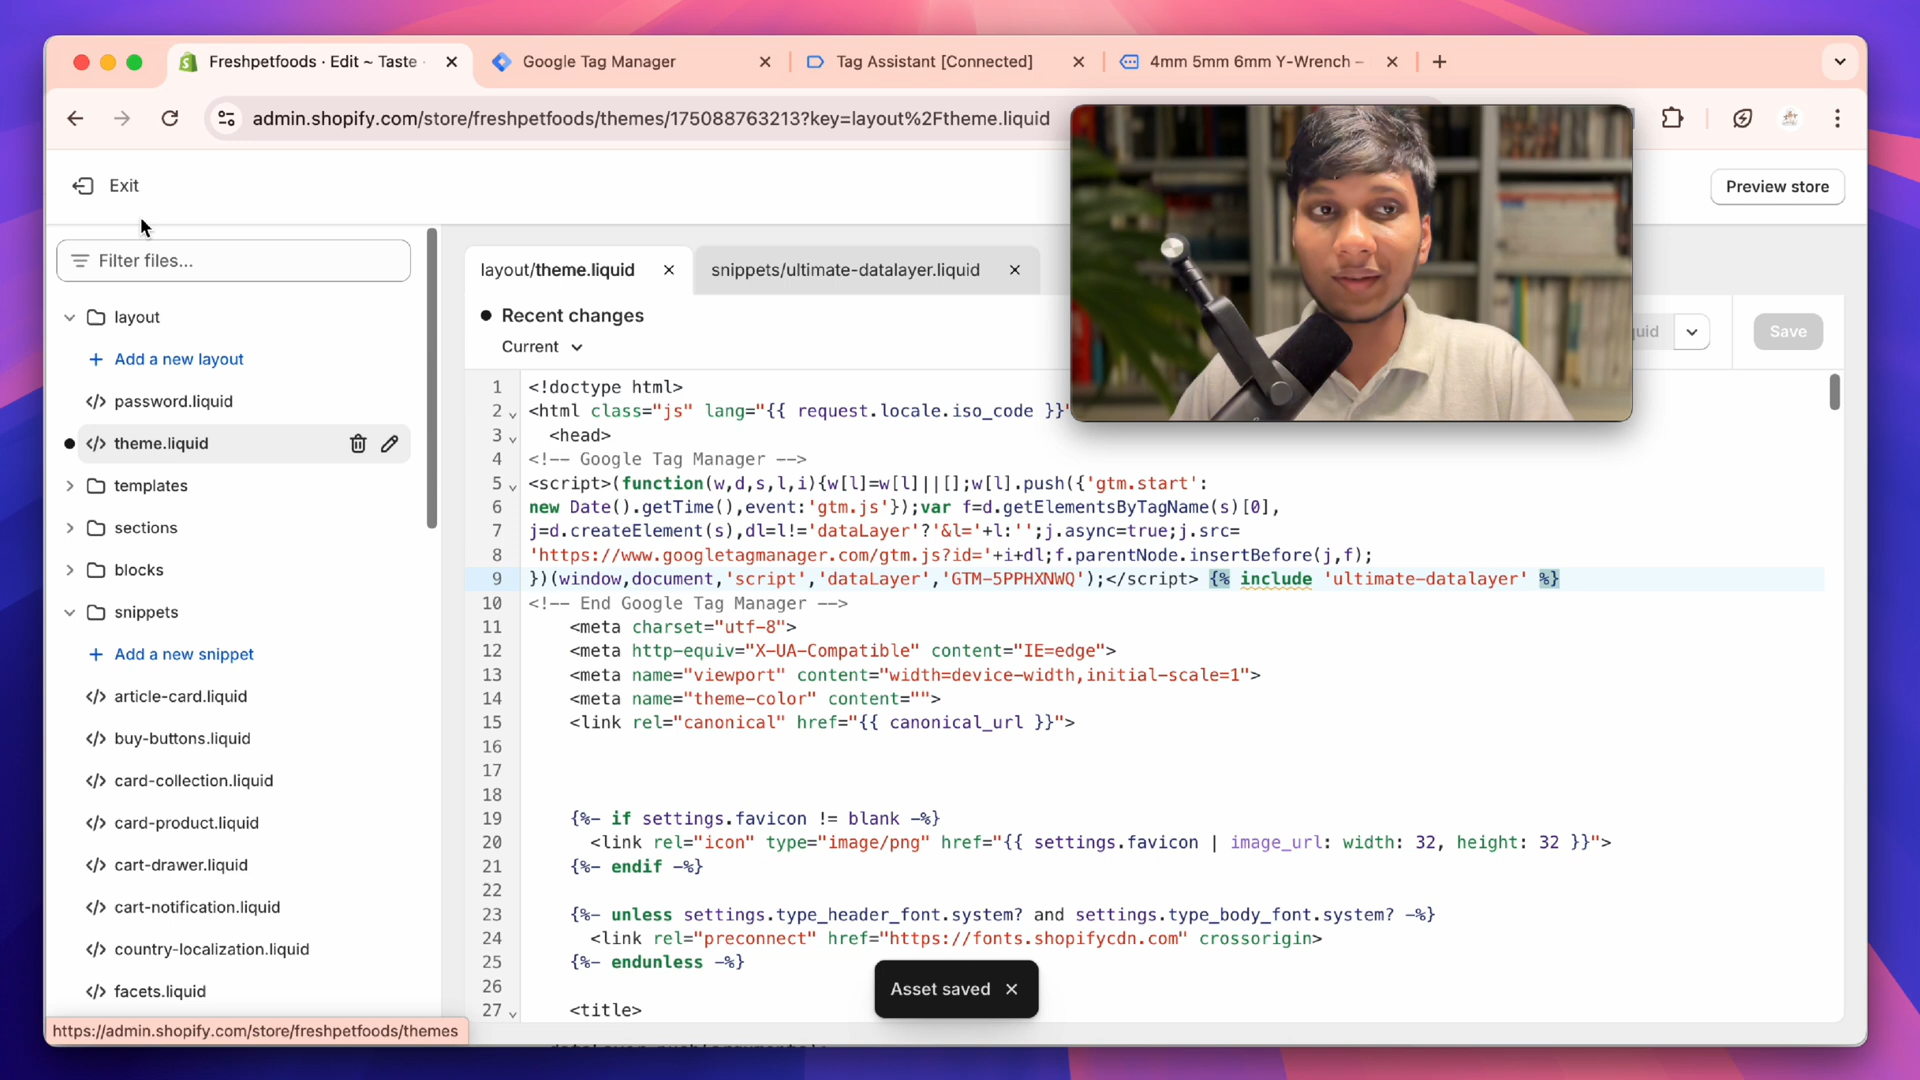 Freshpetfoods · Edit ~ Taste ·
Google Tag Manager
Tag Assistant [Connected]
4mm 5mm 6mm Y-Wrench –
admin.shopify.com/store/freshpetfoods/themes/175088763213?key=layout%2Ftheme.liquid
Exit
Preview store
Filter files...
layout
Add a new layout
password.liquid
theme.liquid
templates
sections
blocks
snippets
Add a new snippet
article-card.liquid
buy-buttons.liquid
card-collection.liquid
card-product.liquid
cart-drawer.liquid
cart-notification.liquid
country-localization.liquid
facets.liquid
https://admin.shopify.com/store/freshpetfoods/themes
layout/theme.liquid
snippets/ultimate-datalayer.liquid
Recent changes
Current
Save
1 <!doctype html>
2 <html class="js" lang="{{ request.locale.iso_code }}"
3 <head>
4 <!-- Google Tag Manager -->
5 <script>(function(w,d,s,l,i){w[l]=w[l]||[];w[l].push({'gtm.start':
6 new Date().getTime(),event:'gtm.js'});var f=d.getElementsByTagName(s)[0],
7 j=d.createElement(s),dl=l!='dataLayer'?'&l='+l:'';j.async=true;j.src=
8 'https://www.googletagmanager.com/gtm.js?id='+i+dl;f.parentNode.insertBefore(j,f);
9 })(window,document,'script','dataLayer','GTM-5PPHXNWQ');</script> {% include 'ultimate-datalayer' %}
10 <!-- End Google Tag Manager -->
11 <meta charset="utf-8">
12 <meta http-equiv="X-UA-Compatible" content="IE=edge">
13 <meta name="viewport" content="width=device-width,initial-scale=1">
14 <meta name="theme-color" content="">
15 <link rel="canonical" href="{{ canonical_url }}">
16
17
18
19 {%- if settings.favicon != blank -%}
20 <link rel="icon" type="image/png" href="{{ settings.favicon | image_url: width: 32, height: 32 }}">
21 {%- endif -%}
22
23 {%- unless settings.type_header_font.system? and settings.type_body_font.system? -%}
24 <link rel="preconnect" href="https://fonts.shopifycdn.com" crossorigin>
25 {%- endunless -%}
26
27 <title>
Asset saved